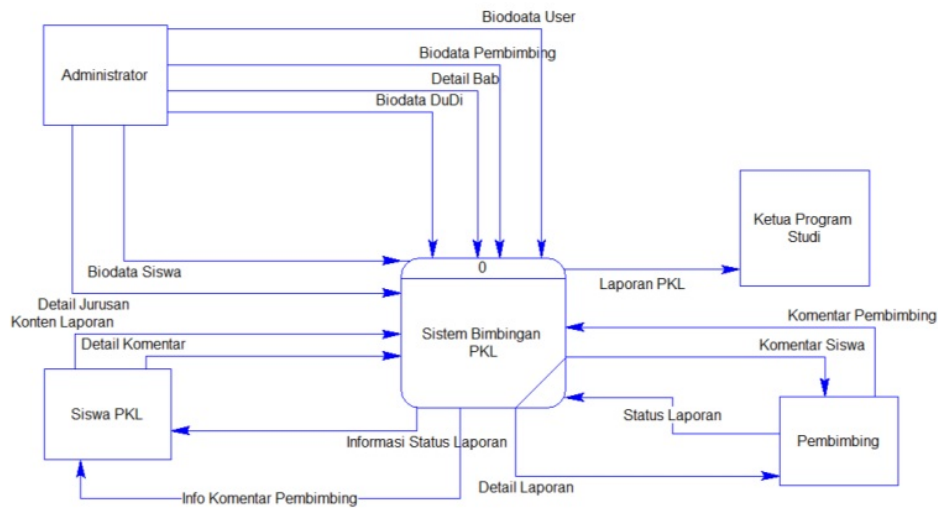 Biodoata User
Biodata Pembimbing
Administrator
Detail Bab
Biodata DuDi
Ketua Program
Studi
0
Biodata Siswa
Laporan PKL
Detail Jurusan
Konten Laporan
Komentar Pembimbing
Sistem Bimbingan
PKL
Detail Komentar
Komentar Siswa
Siswa PKL
Status Laporan
Informasi Status Laporan
Pembimbing
Detail Laporan
Info Komentar Pembimbing